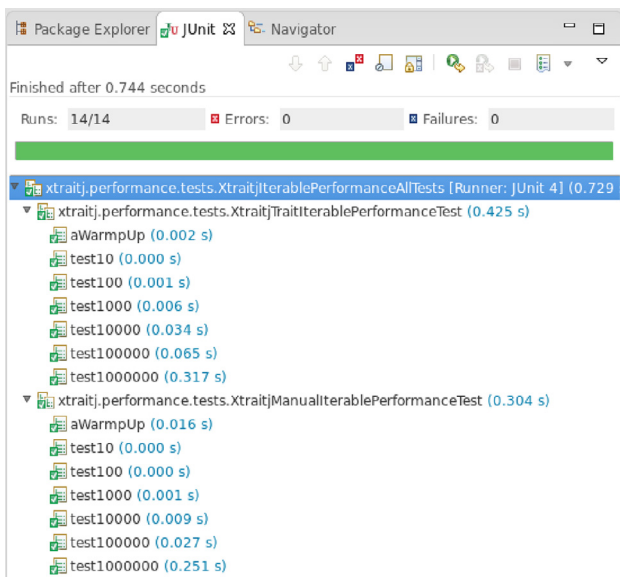 Package Explorer JUnit Navigator
Finished after 0.744 seconds
Runs: 14/14 Errors: 0 Failures: 0
xtraitj.performance.tests.XtraitjIterablePerformanceAllTests [Runner: JUnit 4] (0.729
xtraitj.performance.tests.XtraitjTraitIterablePerformanceTest (0.425 s)
aWarmpUp (0.002 s)
test10 (0.000 s)
test100 (0.001 s)
test1000 (0.006 s)
test10000 (0.034 s)
test100000 (0.065 s)
test1000000 (0.317 s)
xtraitj.performance.tests.XtraitjManualIterablePerformanceTest (0.304 s)
aWarmpUp (0.016 s)
test10 (0.000 s)
test100 (0.000 s)
test1000 (0.001 s)
test10000 (0.009 s)
test100000 (0.027 s)
test1000000 (0.251 s)